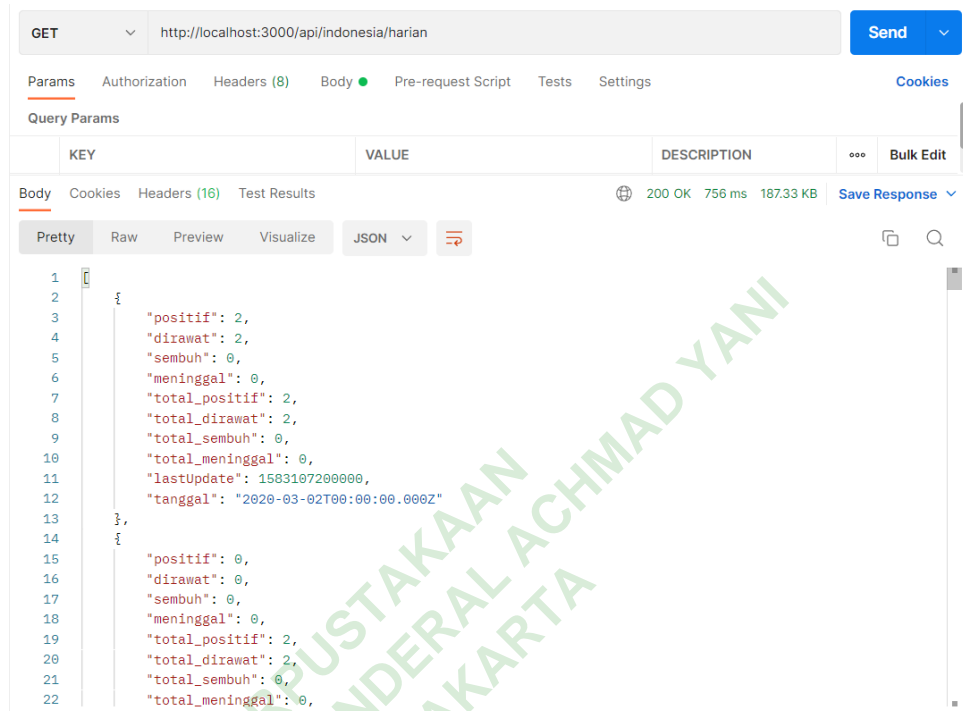 GET http://localhost:3000/api/indonesia/harian Send
Params Authorization Headers (8) Body Pre-request Script Tests Settings Cookies
Query Params
KEY VALUE DESCRIPTION ooo Bulk Edit
Body Cookies Headers (16) Test Results 200 OK 756 ms 187.33 KB Save Response
Pretty Raw Preview Visualize JSON
1 [
2 {
3 "positif": 2,
4 "dirawat": 2,
5 "sembuh": 0,
6 "meninggal": 0,
7 "total_positif": 2,
8 "total_dirawat": 2,
9 "total_sembuh": 0,
10 "total_meninggal": 0,
11 "lastUpdate": 1583107200000,
12 "tanggal": "2020-03-02T00:00:00.000Z"
13 },
14 {
15 "positif": 0,
16 "dirawat": 0,
17 "sembuh": 0,
18 "meninggal": 0,
19 "total_positif": 2,
20 "total_dirawat": 2,
21 "total_sembuh": 0,
22 "total_meninggal": 0,
ACHMAD YANI